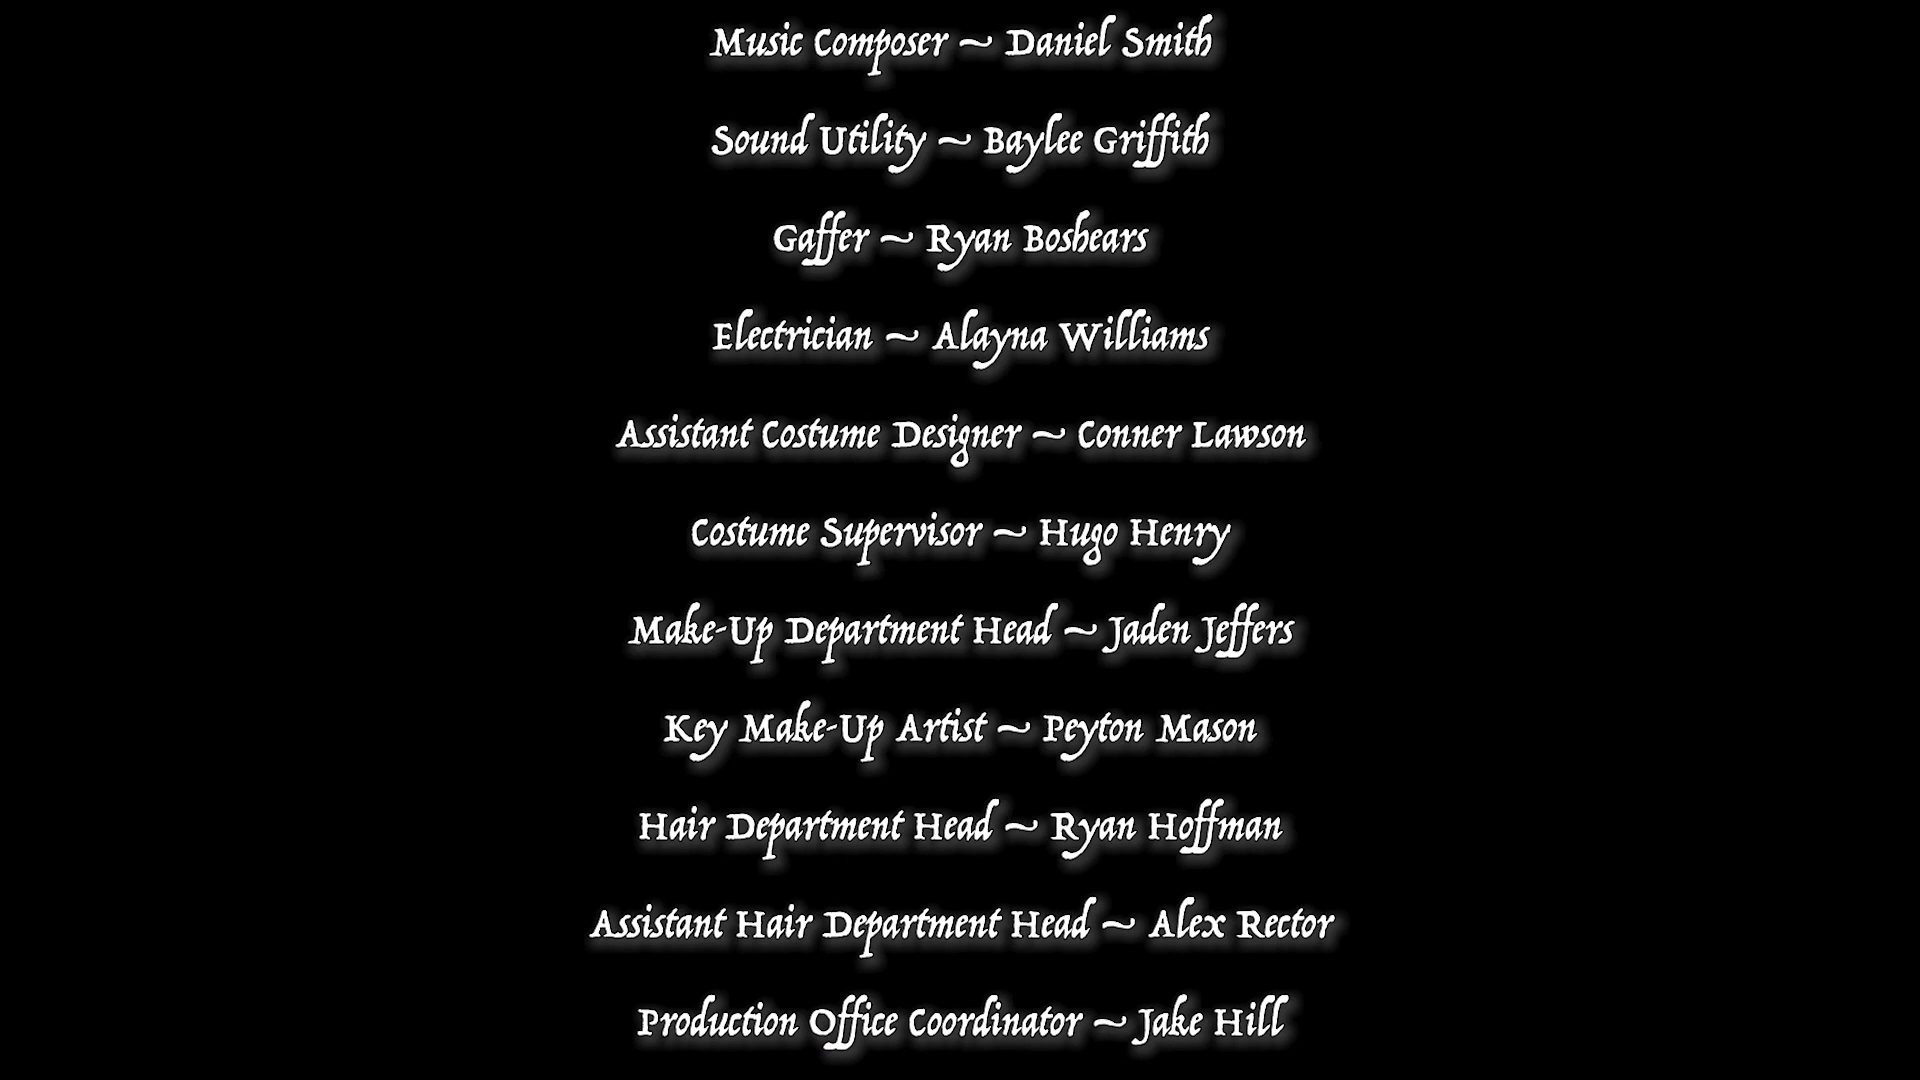 Music Composer ~ Daniel Smith
Sound Utility ~ Baylee Griffith
Gaffer ~ Ryan Boshears
Electrician ~ Alayna Williams
Assistant Costume Designer ~ Conner Lawson
Costume Supervisor ~ Hugo Henry
Make-Up Department Head ~ Jaden Jeffers
Key Make-Up Artist ~ Peyton Mason
Hair Department Head ~ Ryan Hoffman
Assistant Hair Department Head ~ Alex Rector
Production Office Coordinator ~ Jake Hill